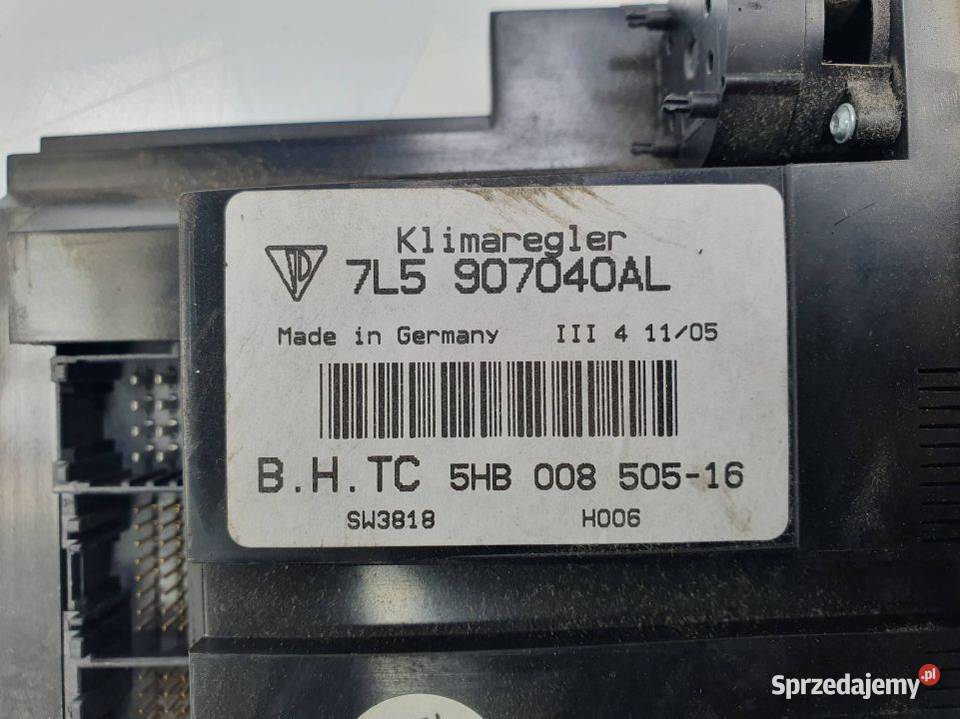 Klimaregler
7L5 907040AL
Made in Germany III 4 11/05
B.H.TC 5HB 008 505-16
SW3818 H006
Sprzedajemy.pl